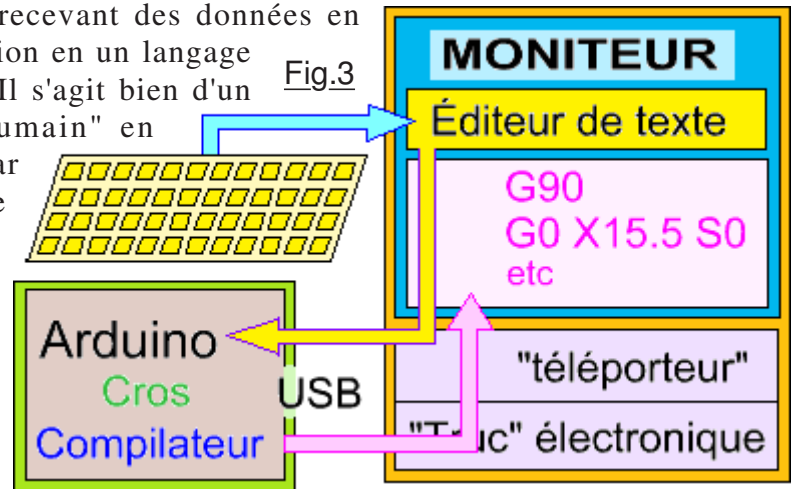 recevant des données en
ion en un langage
Il s'agit bien d'un
umain" en
ar
e
Fig.3
MONITEUR
Éditeur de texte
G90
G0 X15.5 S0
etc
Arduino
Cros
Compilateur
USB
"téléporteur"
"Truc" électronique